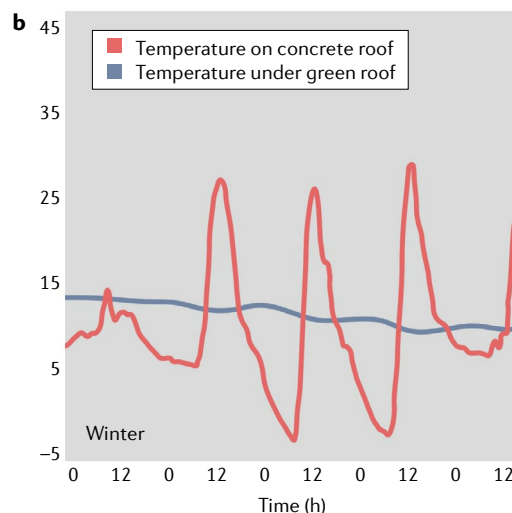 b
45
Temperature on concrete roof
Temperature under green roof
35
25
15
5
Winter
–5
0 12 0 12 0 12 0 12 0 12
Time (h)